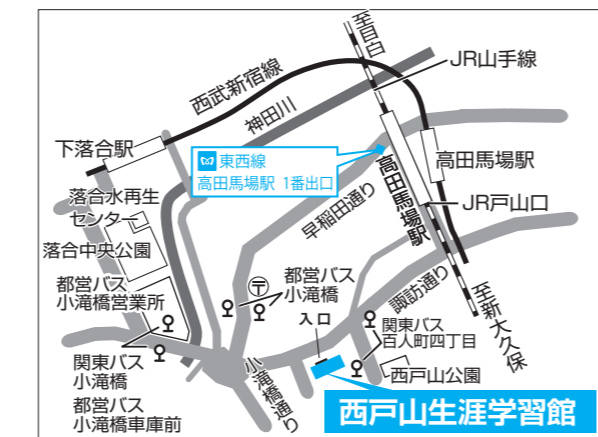 至目白
JR山手線
西武新宿線
神田川
下落合駅
東西線
高田馬場駅 1番出口
高田馬場駅
高田馬場駅
落合水再生
センター
早稲田通り
JR戸山口
落合中央公園
都営バス
小滝橋営業所
〒
都営バス
小滝橋
諏訪通り
至新大久保
入口
関東バス
百人町四丁目
関東バス
小滝橋
小滝橋通り
西戸山公園
都営バス
小滝橋車庫前
西戸山生涯学習館